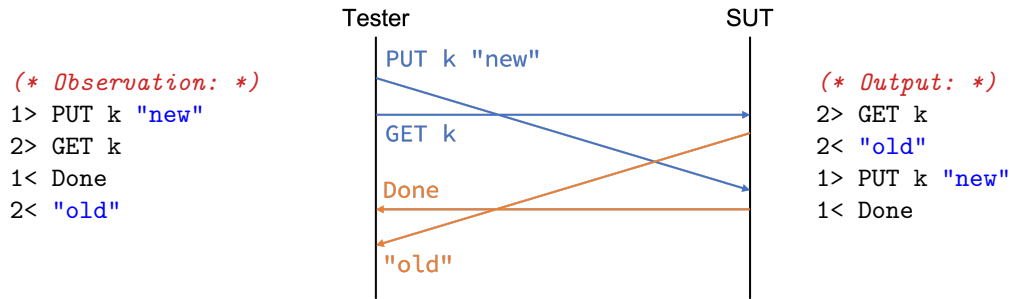 Tester
SUT
(* Observation: *)
1> PUT k "new"
2> GET k
1< Done
2< "old"
PUT k "new"
GET k
Done
"old"
(* Output: *)
2> GET k
2< "old"
1> PUT k "new"
1< Done